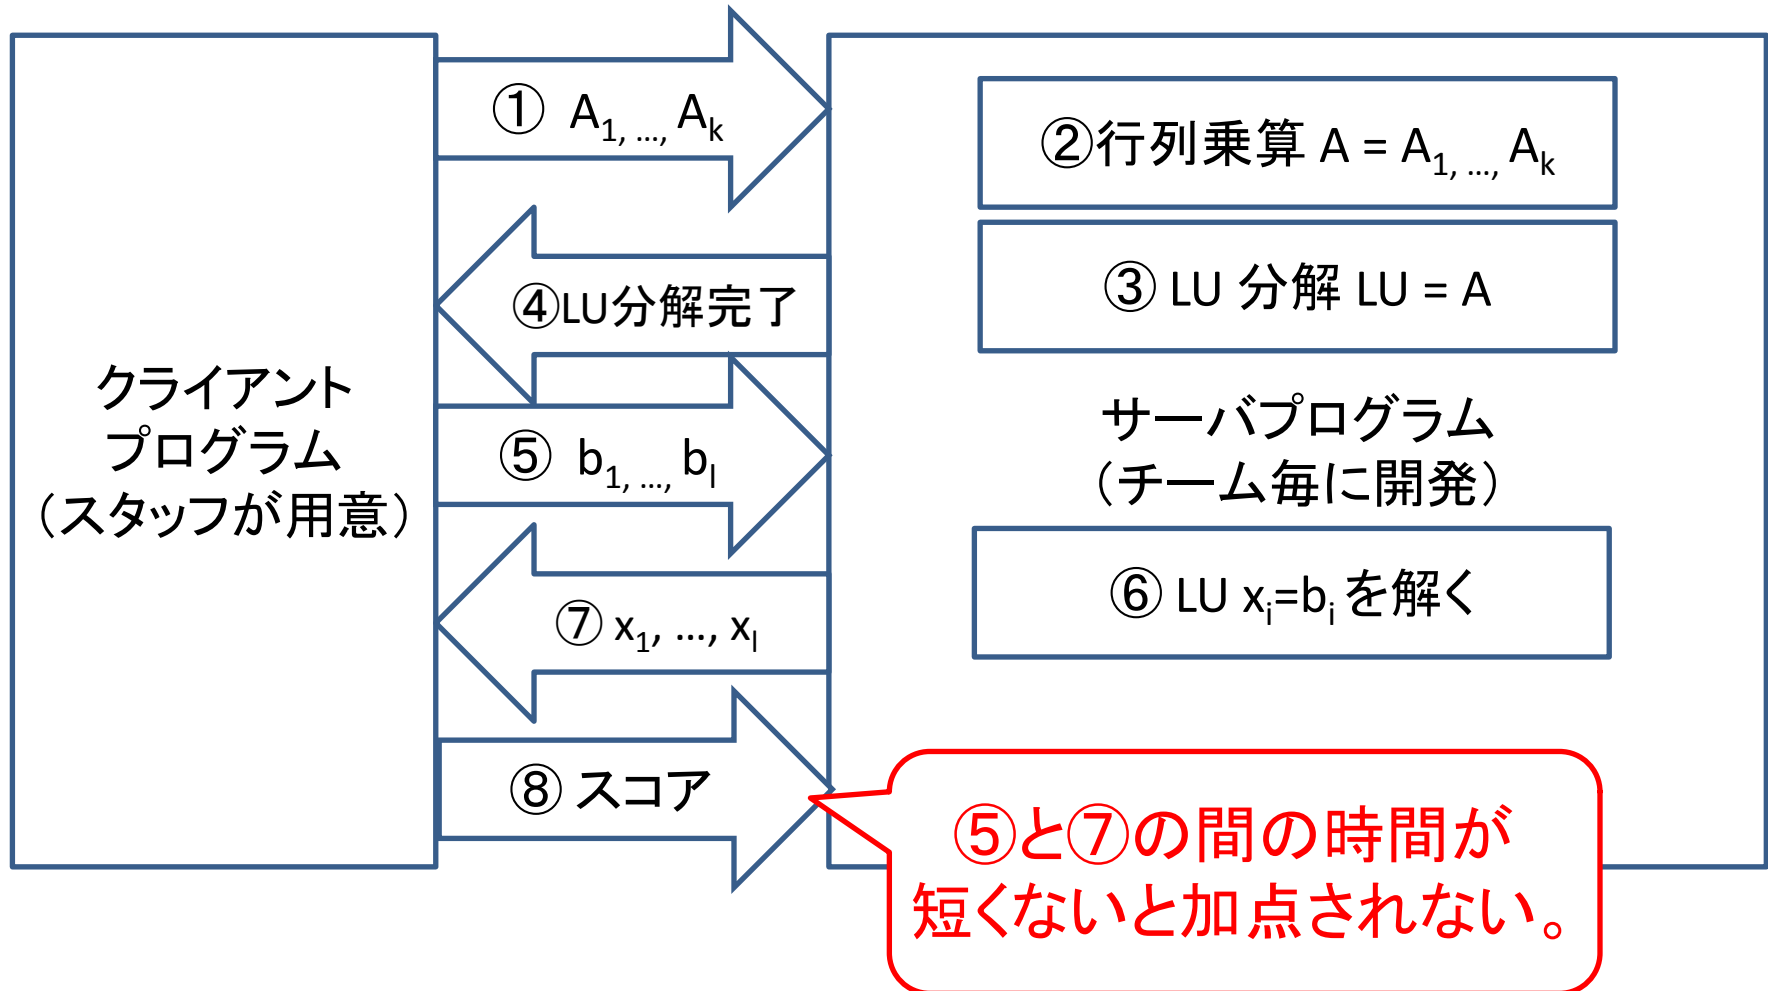 ① A1, ..., Ak
②行列乗算 A = A1, ..., Ak
③ LU 分解 LU = A
④LU分解完了
クライアント
プログラム
（スタッフが用意）
サーバプログラム
（チーム毎に開発）
⑤ b1, ..., bl
⑥ LU xi=bi を解く
⑦ x1, ..., xl
⑧ スコア
⑤と⑦の間の時間が
短くないと加点されない。